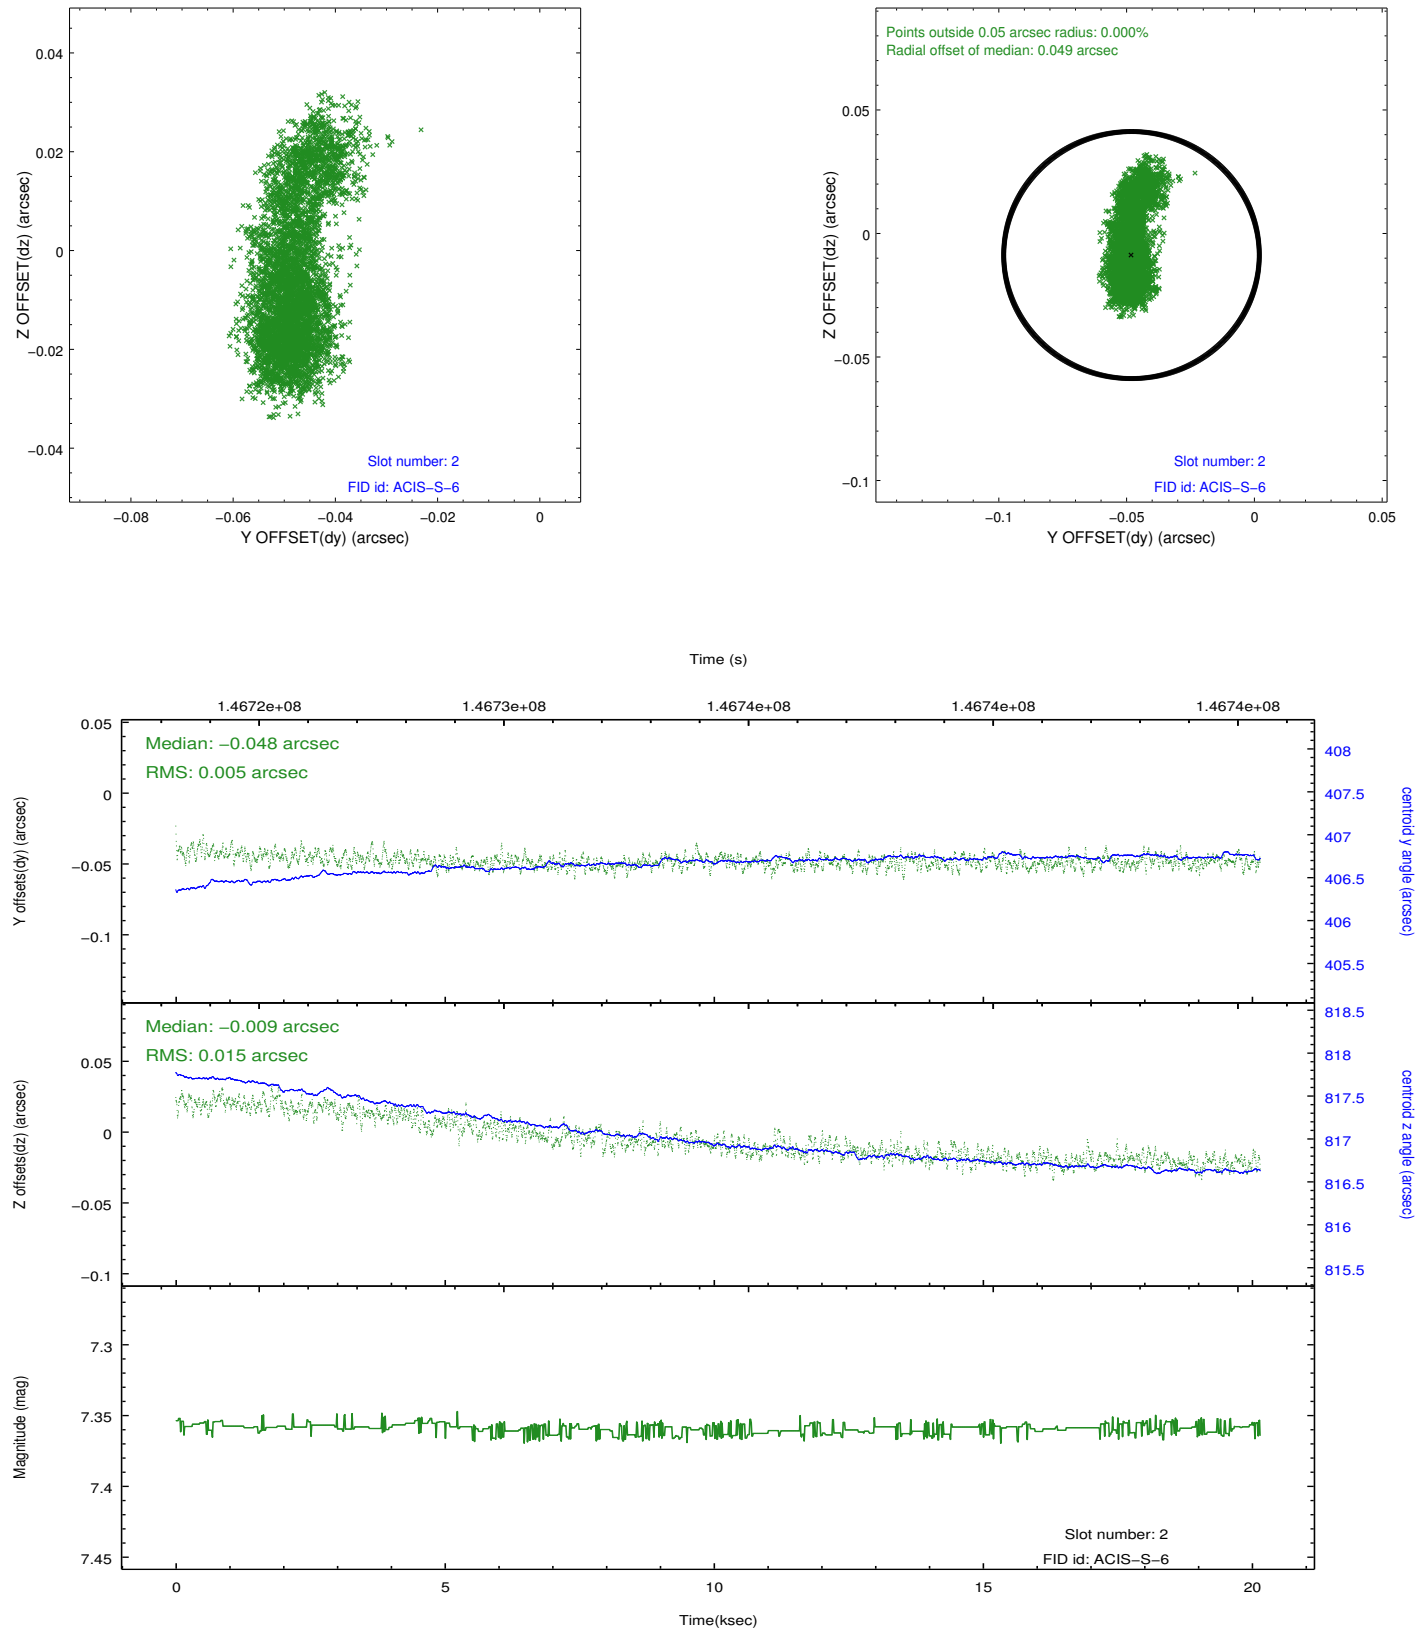 0.04
0.02
0
−0.02
−0.04
Z OFFSET(dz) (arcsec)
Slot number: 2
FID id: ACIS−S−6
−0.08
−0.06
−0.04
−0.02
0
Y OFFSET(dy) (arcsec)
Points outside 0.05 arcsec radius: 0.000%
Radial offset of median: 0.049 arcsec
0.05
0
−0.05
−0.1
Z OFFSET(dz) (arcsec)
Slot number: 2
FID id: ACIS−S−6
−0.1
−0.05
0
0.05
Y OFFSET(dy) (arcsec)
Time (s)
1.4672e+08
1.4673e+08
1.4674e+08
1.4674e+08
1.4674e+08
Median: −0.048 arcsec
RMS: 0.005 arcsec
0.05
0
−0.05
−0.1
Y offsets(dy) (arcsec)
408
407.5
407
406.5
406
405.5
centroid y angle (arcsec)
Median: −0.009 arcsec
RMS: 0.015 arcsec
0.05
0
−0.05
−0.1
Z offsets(dz) (arcsec)
818.5
818
817.5
817
816.5
816
815.5
centroid z angle (arcsec)
7.3
7.35
7.4
7.45
Magnitude (mag)
Slot number: 2
FID id: ACIS−S−6
0
5
10
15
20
Time(ksec)